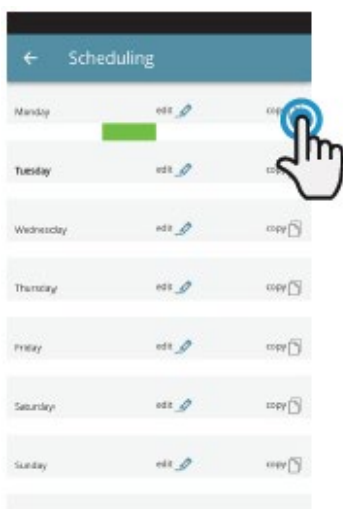 Scheduling
Monday edit copy
Tuesday edit copy
Wednesday edit copy
Thursday edit copy
Friday edit copy
Saturday edit copy
Sunday edit copy